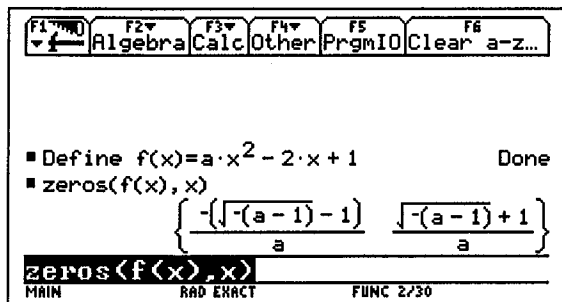 F1 F2 F3 F4 F5 F6
Algebra Calc Other PrgmIO Clear a-z…
▪ Define f(x)=a·x² - 2·x + 1 Done
▪ zeros(f(x),x)
{ -(√(-(a - 1)) - 1) / a   (√(-(a - 1)) + 1) / a }
zeros(f(x),x)
MAIN RAD EXACT FUNC 2/30